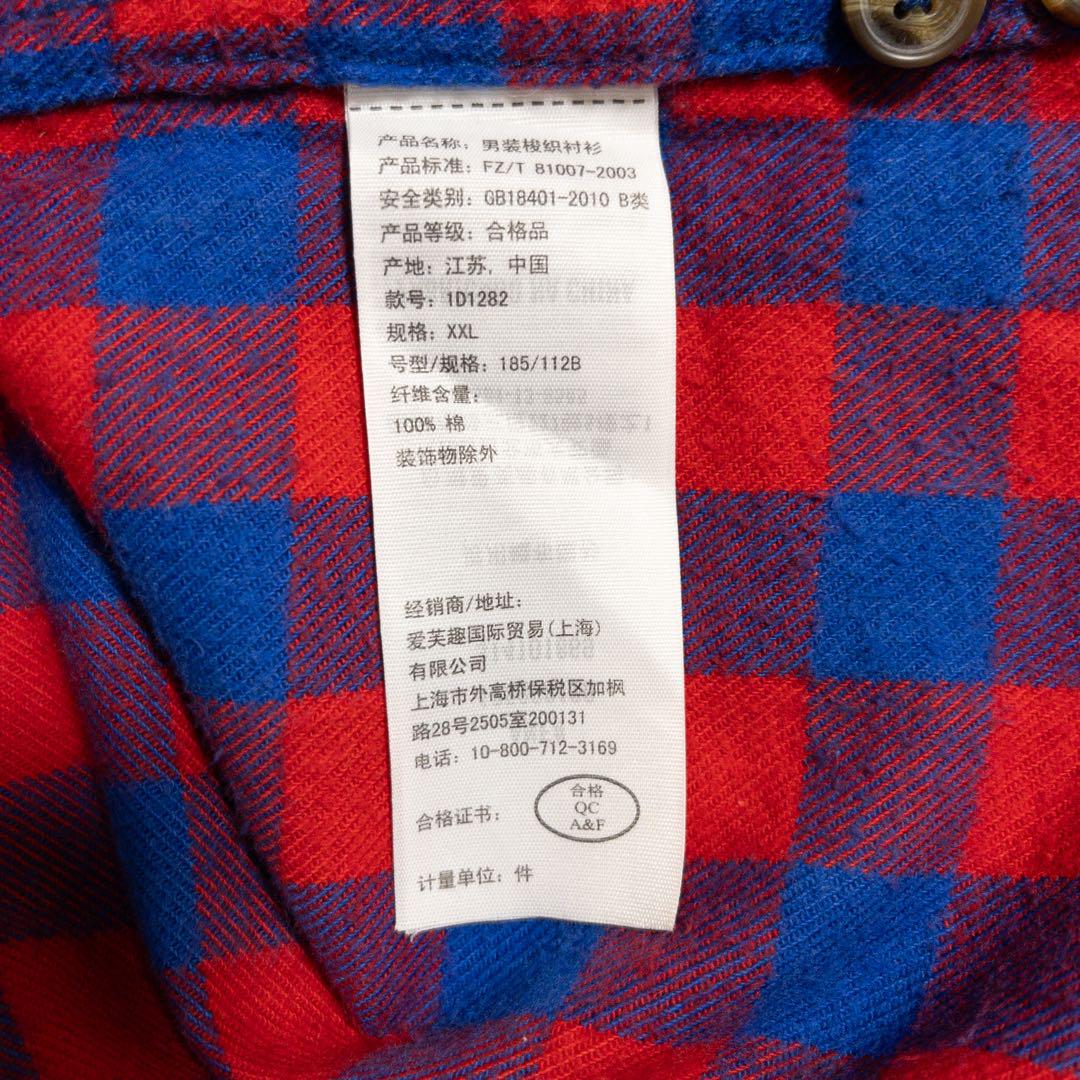 产品名称: 男装梭织衬衫
产品标准: FZ/T 81007-2003
安全类别: GB18401-2010 B类
产品等级: 合格品
产地: 江苏, 中国
款号: 1D1282
规格: XXL
号型/规格: 185/112B
纤维含量:
100% 棉
装饰物除外
经销商/地址:
爱芙趣国际贸易(上海)
有限公司
上海市外高桥保税区加枫
路28号2505室200131
电话: 10-800-712-3169
合格证书:
合格
QC
A&F
计量单位: 件